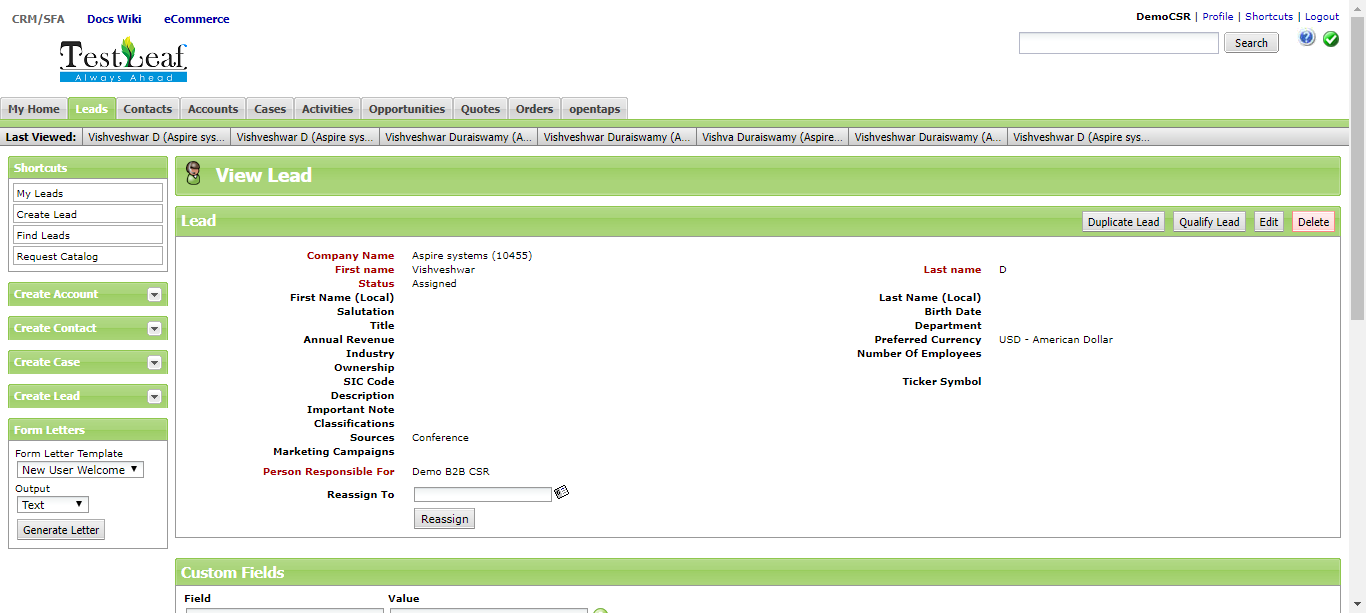 CRM/SFA Docs Wiki eCommerce
DemoCSR | Profile | Shortcuts | Logout
Search
TestLeaf
Always Ahead
My Home Leads Contacts Accounts Cases Activities Opportunities Quotes Orders opentaps
Last Viewed: Vishveshwar D (Aspire sys... Vishveshwar D (Aspire sys... Vishveshwar Duraiswamy (A... Vishveshwar Duraiswamy (A... Vishva Duraiswamy (Aspire... Vishveshwar Duraiswamy (A... Vishveshwar D (Aspire sys...
Shortcuts
My Leads
Create Lead
Find Leads
Request Catalog
Create Account
Create Contact
Create Case
Create Lead
Form Letters
Form Letter Template
New User Welcome
Output
Text
Generate Letter
View Lead
Lead
Duplicate Lead Qualify Lead Edit Delete
Company Name Aspire systems (10455)
First name Vishveshwar Last name D
Status Assigned
First Name (Local) Last Name (Local)
Salutation Birth Date
Title Department
Annual Revenue Preferred Currency USD - American Dollar
Industry Number Of Employees
Ownership
SIC Code Ticker Symbol
Description
Important Note
Classifications
Sources Conference
Marketing Campaigns
Person Responsible For Demo B2B CSR
Reassign To
Reassign
Custom Fields
Field Value